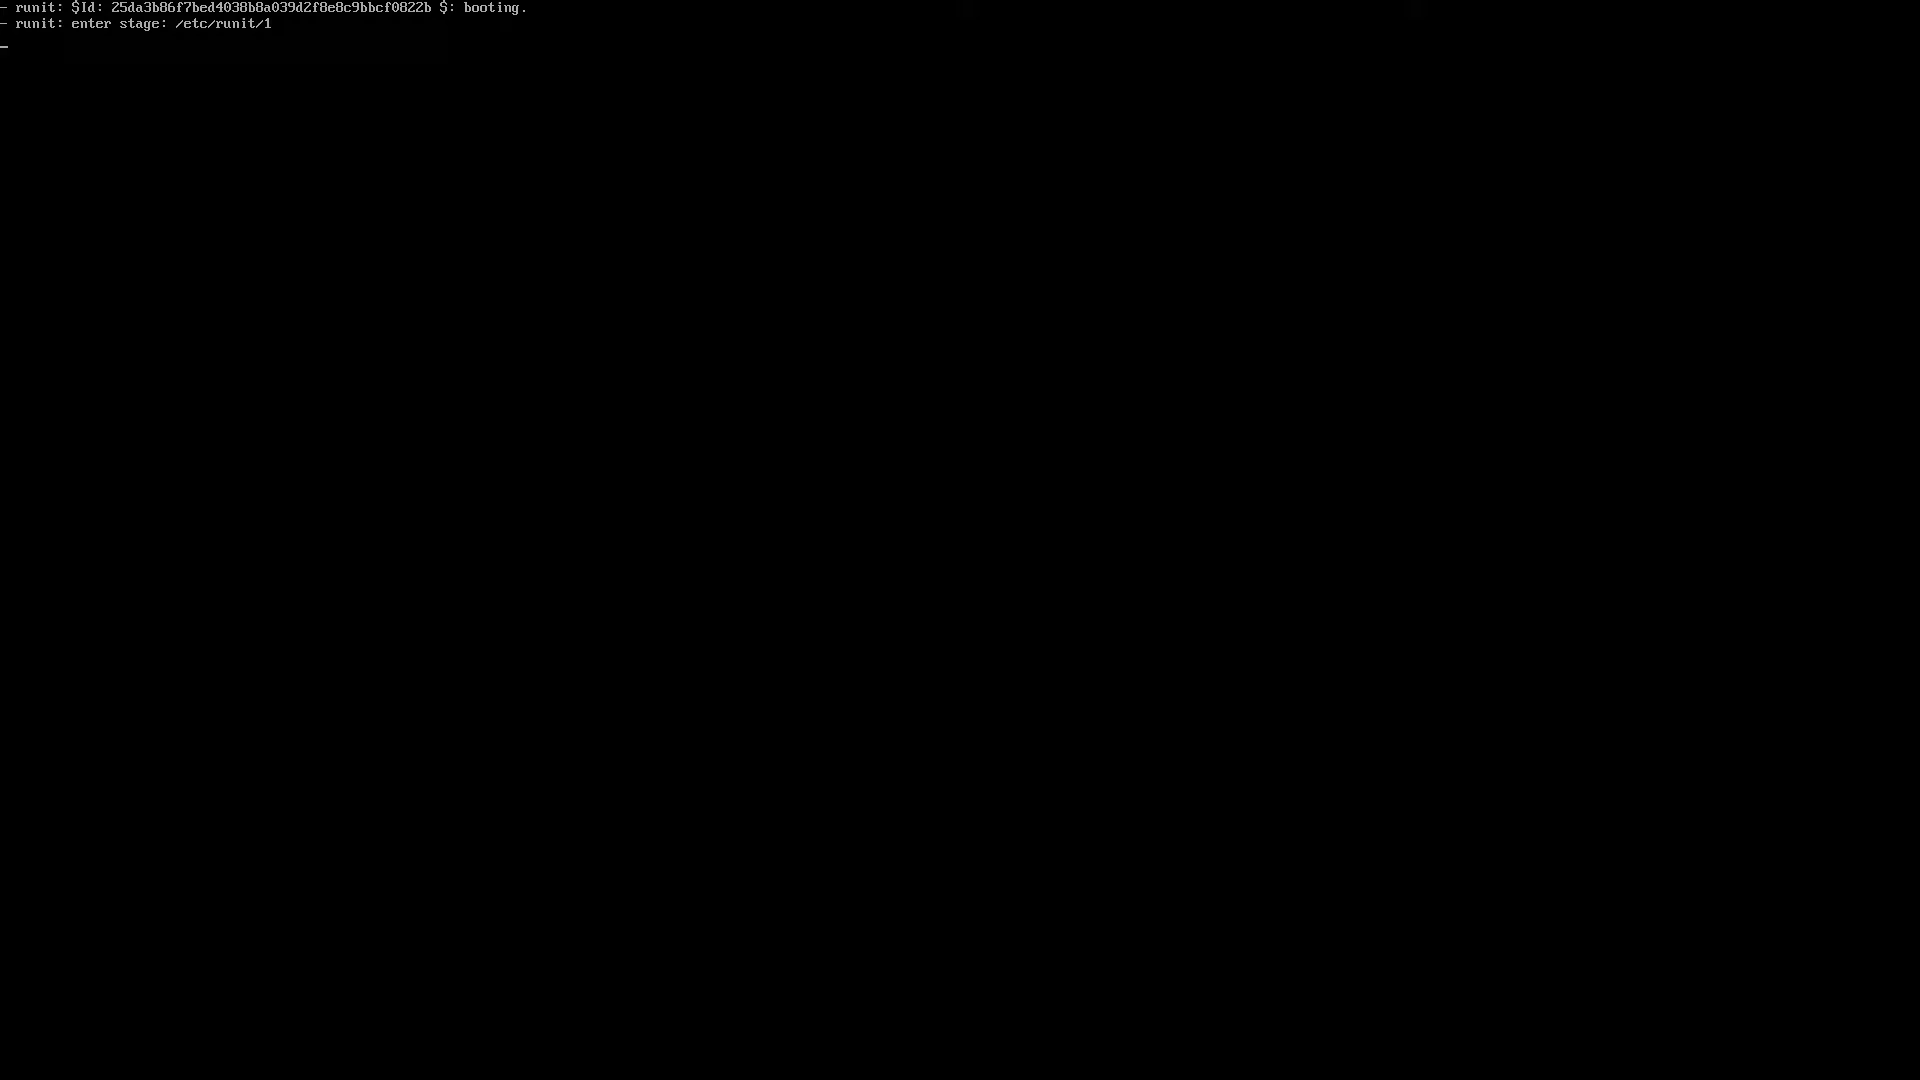 - runit: $Id: 25da3b86f7bed4038b8a039d2f8e8c9bbcf0822b $: booting.
- runit: enter stage: /etc/runit/1